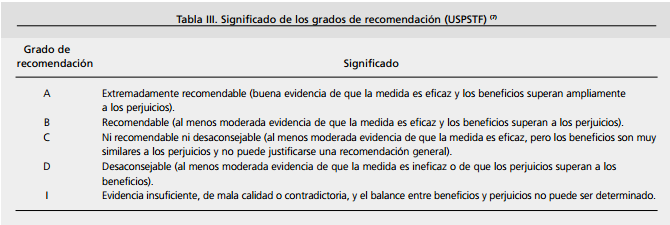 Tabla III. Significado de los grados de recomendación (USPSTF) (7)
Grado de
recomendación
Significado
A
Extremadamente recomendable (buena evidencia de que la medida es eficaz y los beneficios superan ampliamente
a los perjuicios).
B
Recomendable (al menos moderada evidencia de que la medida es eficaz y los beneficios superan a los perjuicios).
C
Ni recomendable ni desaconsejable (al menos moderada evidencia de que la medida es eficaz, pero los beneficios son muy
similares a los perjuicios y no puede justificarse una recomendación general).
D
Desaconsejable (al menos moderada evidencia de que la medida es ineficaz o de que los perjuicios superan a los
beneficios).
I
Evidencia insuficiente, de mala calidad o contradictoria, y el balance entre beneficios y perjuicios no puede ser determinado.